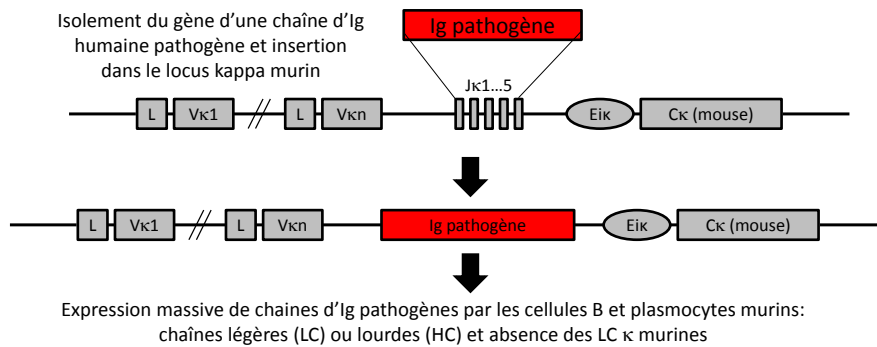 Isolement du gène d'une chaîne d'Ig
humaine pathogène et insertion
dans le locus kappa murin
Ig pathogène
Jκ1...5
L Vκ1 L Vκn Eiκ Cκ (mouse)
L Vκ1 L Vκn Ig pathogène Eiκ Cκ (mouse)
Expression massive de chaines d'Ig pathogènes par les cellules B et plasmocytes murins:
chaînes légères (LC) ou lourdes (HC) et absence des LC κ murines